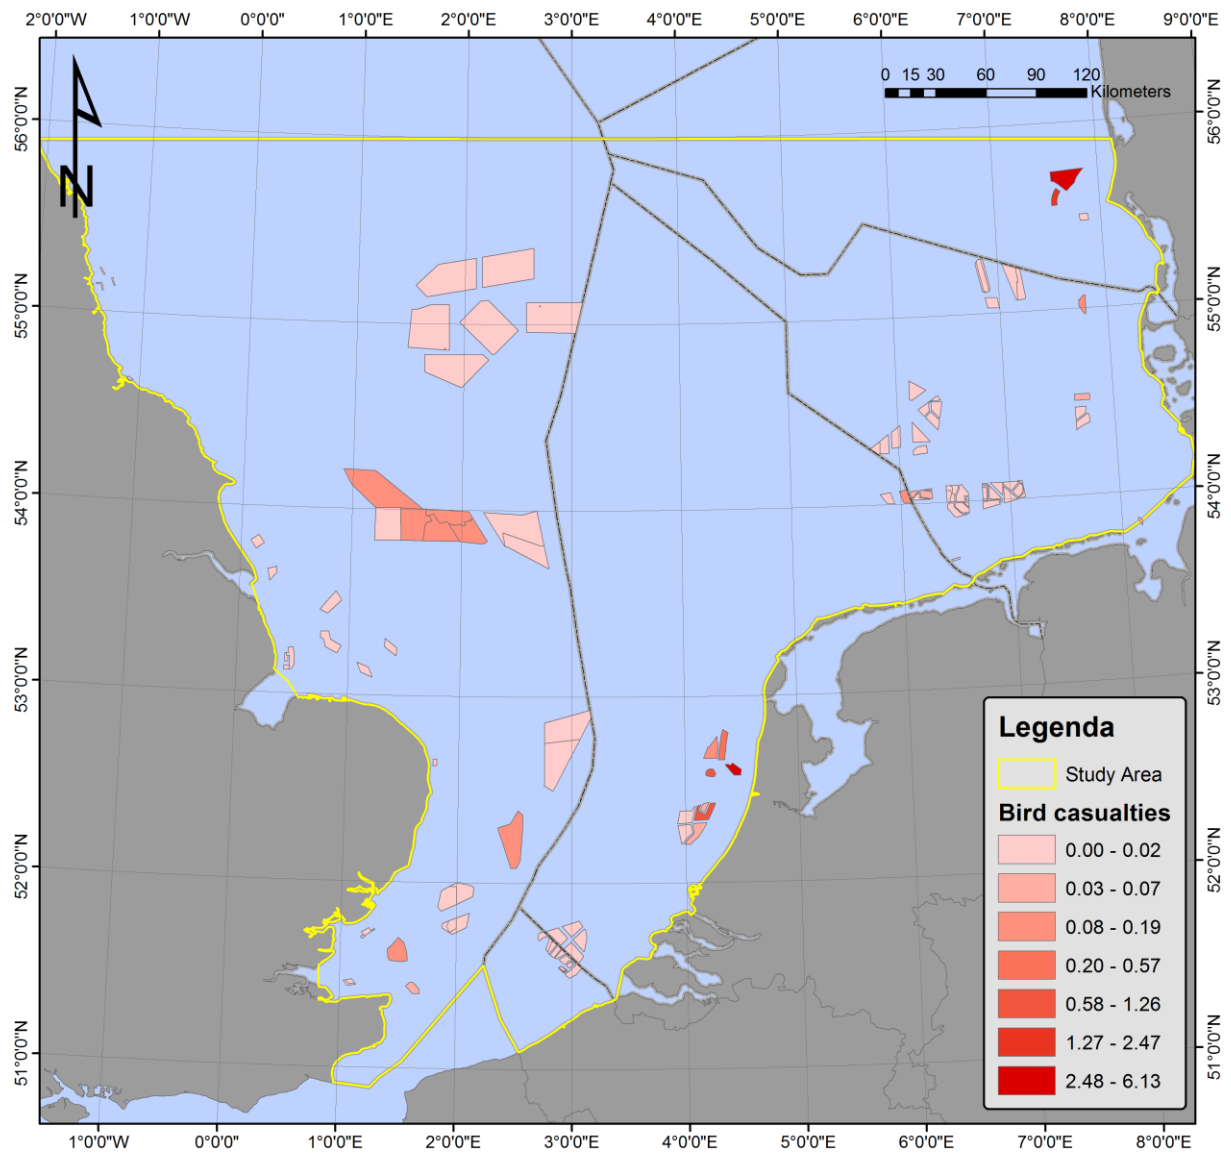 2°0'0"W 1°0'0"W 0°0'0" 1°0'0"E 2°0'0"E 3°0'0"E 4°0'0"E 5°0'0"E 6°0'0"E 7°0'0"E 8°0'0"E 9°0'0"E
0 15 30 60 90 120
Kilometers
N
56°0'0"N 56°0'0"N
55°0'0"N 55°0'0"N
54°0'0"N 54°0'0"N
53°0'0"N 53°0'0"N
52°0'0"N 52°0'0"N
51°0'0"N 51°0'0"N
Legenda
Study Area
Bird casualties
0.00 - 0.02
0.03 - 0.07
0.08 - 0.19
0.20 - 0.57
0.58 - 1.26
1.27 - 2.47
2.48 - 6.13
1°0'0"W 0°0'0" 1°0'0"E 2°0'0"E 3°0'0"E 4°0'0"E 5°0'0"E 6°0'0"E 7°0'0"E 8°0'0"E